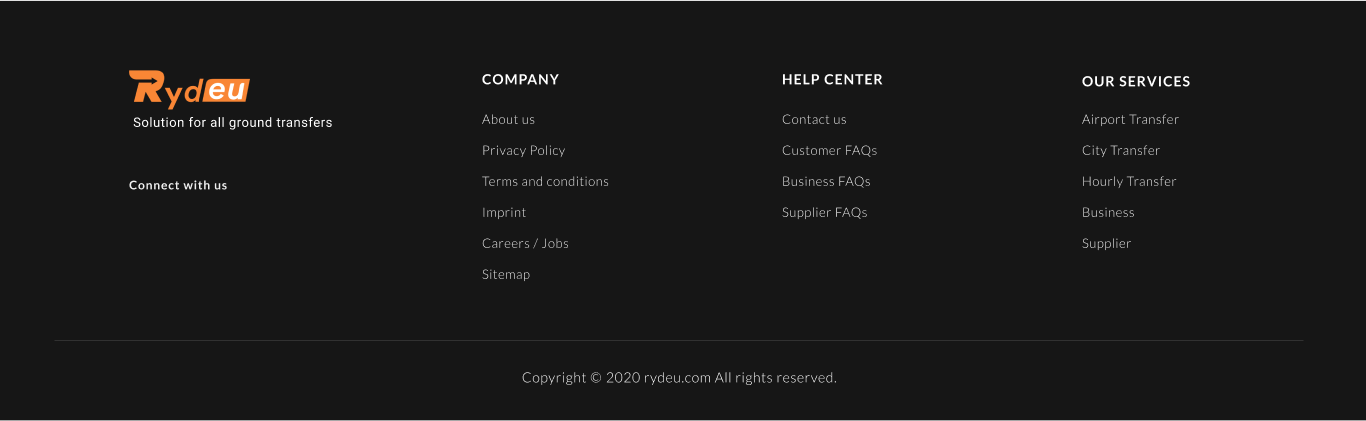 Rydeu
Solution for all ground transfers
Connect with us
COMPANY
About us
Privacy Policy
Terms and conditions
Imprint
Careers / Jobs
Sitemap
HELP CENTER
Contact us
Customer FAQs
Business FAQs
Supplier FAQs
OUR SERVICES
Airport Transfer
City Transfer
Hourly Transfer
Business
Supplier
Copyright © 2020 rydeu.com All rights reserved.